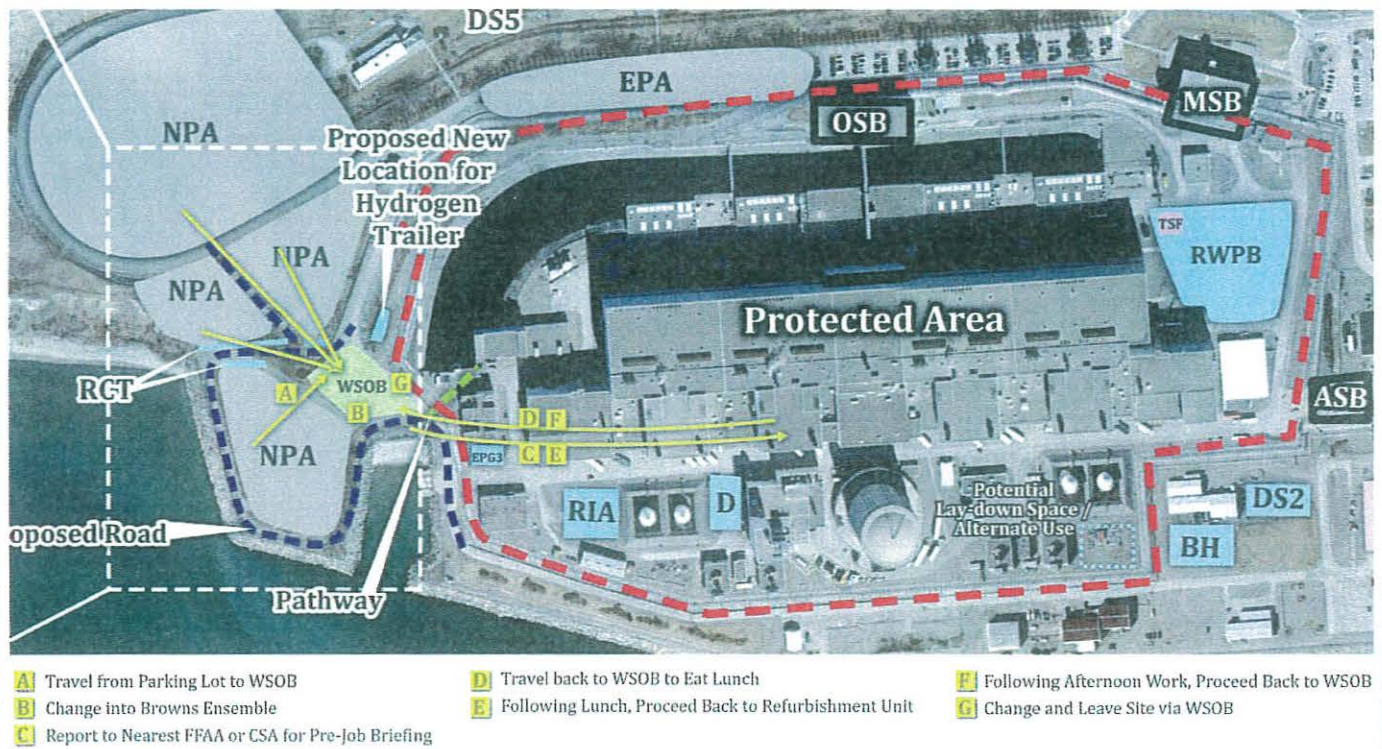 DS5
EPA
MSB
NPA
OSB
Proposed New
Location for
Hydrogen
Trailer
TSF
RWPB
NPA
NPA
Protected Area
RCT
A
WSOB
G
B
ASB
D F
NPA
C E
EPG3
RIA
D
Potential
Lay-down Space /
Alternate Use
DS2
oposed Road
BH
Pathway
A Travel from Parking Lot to WSOB
B Change into Browns Ensemble
C Report to Nearest FFAA or CSA for Pre-Job Briefing
D Travel back to WSOB to Eat Lunch
E Following Lunch, Proceed Back to Refurbishment Unit
F Following Afternoon Work, Proceed Back to WSOB
G Change and Leave Site via WSOB